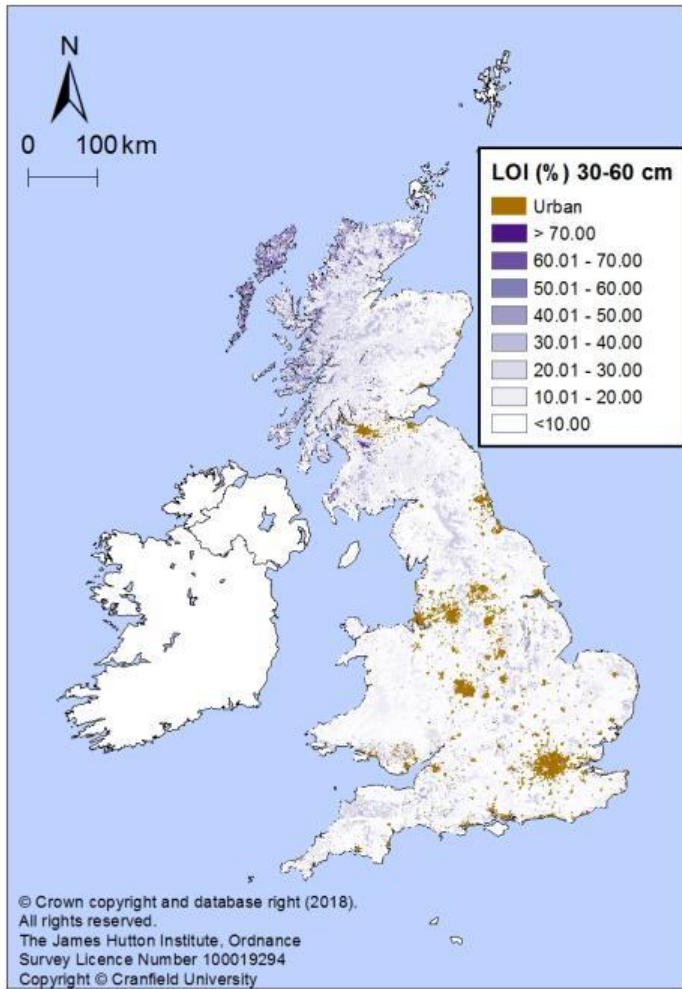 N
0 100 km
LOI (%) 30-60 cm
Urban
> 70.00
60.01 - 70.00
50.01 - 60.00
40.01 - 50.00
30.01 - 40.00
20.01 - 30.00
10.01 - 20.00
<10.00
© Crown copyright and database right (2018).
All rights reserved.
The James Hutton Institute, Ordnance
Survey Licence Number 100019294
Copyright © Cranfield University